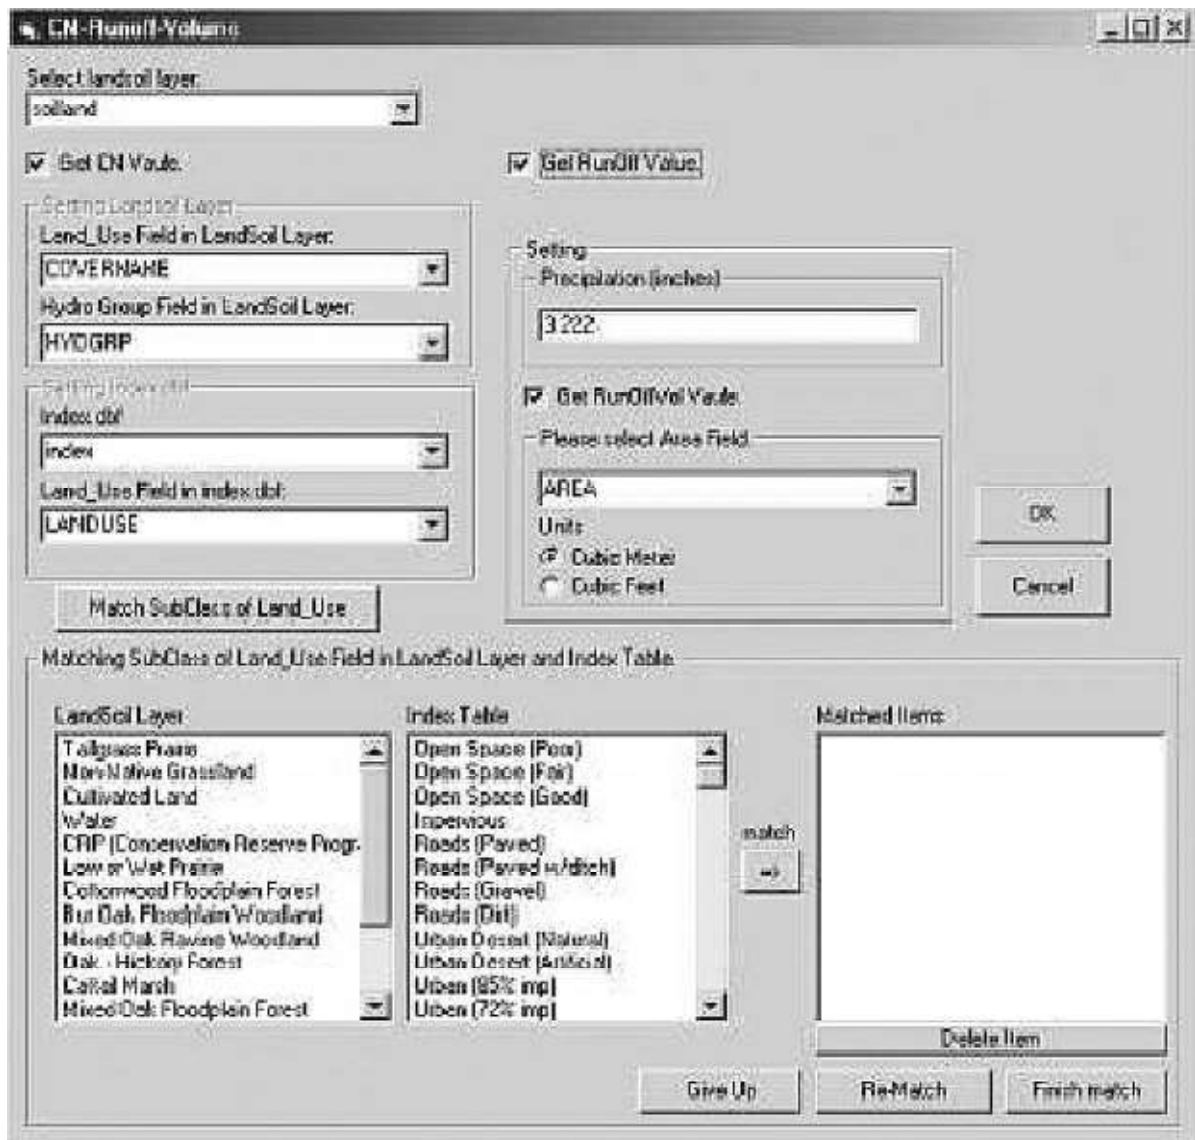 CN-Runoff-Volume
Select landsoil layer:
soilland
Get CN Vaule.
Get RunOff Value.
Setting Landsoil Layer
Land_Use Field in LandSoil Layer:
COVERNAME
Hydro Group Field in LandSoil Layer:
HYDGRP
Setting Index.dbf
Index.dbf
index
Land_Use Field in index.dbf:
LANDUSE
Match SubClass of Land_Use
Setting
Precipitation (inches)
3.222
Get RunOffVol Vaule
Please select Area Field
AREA
Units
Cubic Meter
Cubic Feet
OK
Cancel
Matching SubClass of Land_Use Field in LandSoil Layer and Index Table
LandSoil Layer
Tallgrass Prairie
Non-Native Grassland
Cultivated Land
Water
CRP (Conservation Reserve Progr
Low or Wet Prairie
Cottonwood Floodplain Forest
Bur Oak Floodplain Woodland
Mixed Oak Ravine Woodland
Oak - Hickory Forest
Cattail Marsh
Mixed Oak Floodplain Forest
Index Table
Open Space (Poor)
Open Space (Fair)
Open Space (Good)
Impervious
Roads (Paved)
Roads (Paved w/ditch)
Roads (Gravel)
Roads (Dirt)
Urban Desert (Natural)
Urban Desert (Artificial)
Urban (85% imp)
Urban (72% imp)
match
=>
Matched Items
Delete Item
Give Up
Re-Match
Finish match